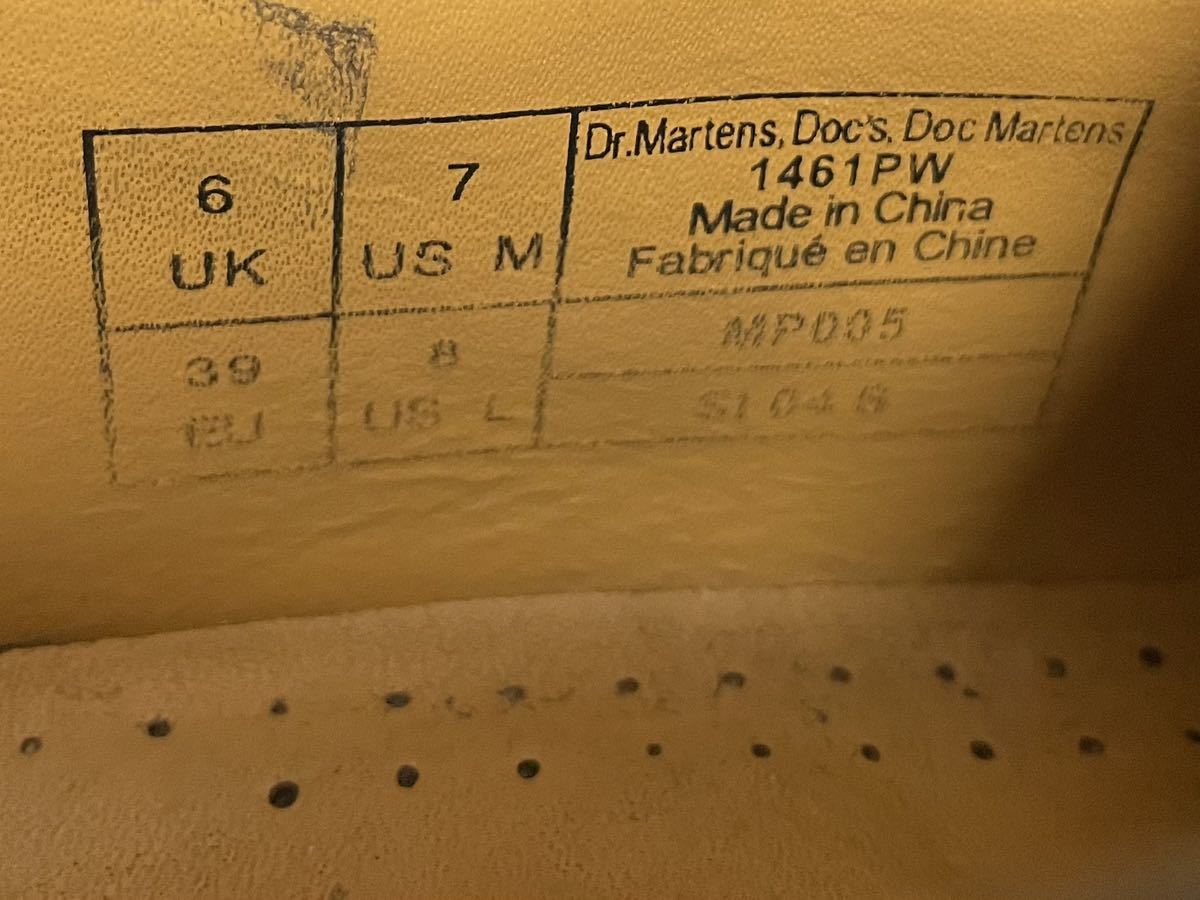 6
UK
7
US M
Dr.Martens, Doc's, Doc Martens
1461PW
Made in China
Fabriqué en Chine
39
EU
8
US L
MP005